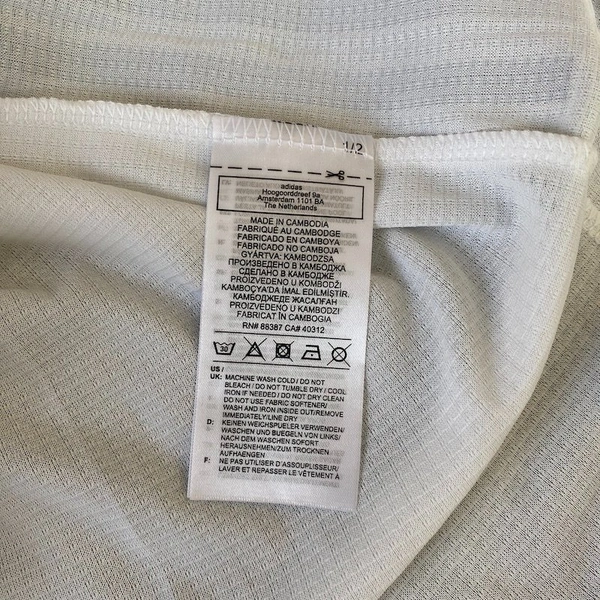 1/2
adidas
Hoogoorddreef 9a
Amsterdam 1101 BA
The Netherlands
MADE IN CAMBODIA
FABRIQUÉ AU CAMBODGE
FABRICADO EN CAMBOYA
FABRICADO NO CAMBOJA
GYÁRTVA: KAMBODZSA
ПРОИЗВЕДЕНО В КАМБОДЖА
СДЕЛАНО В КАМБОДЖЕ
PROIZVEDENO U KOMBODŽI
KAMBOÇYA'DA İMAL EDİLMİŞTİR.
КАМБОДЖЕДЕ ЖАСАЛҒАН
PROIZVEDENO U KAMBODŽI
FABRICAT ÎN CAMBOGIA
RN# 88387 CA# 40312
30
US /
UK: MACHINE WASH COLD / DO NOT
BLEACH / DO NOT TUMBLE DRY / COOL
IRON IF NEEDED / DO NOT DRY CLEAN
DO NOT USE FABRIC SOFTENER/
WASH AND IRON INSIDE OUT/REMOVE
IMMEDIATELY/LINE DRY
D: KEINEN WEICHSPUELER VERWENDEN/
WASCHEN UND BUEGELN VON LINKS/
NACH DEM WASCHEN SOFORT
HERAUSNEHMEN/ZUM TROCKNEN
AUFHAENGEN
F: NE PAS UTILISER D'ASSOUPLISSEUR/
LAVER ET REPASSER LE VÊTEMENT À